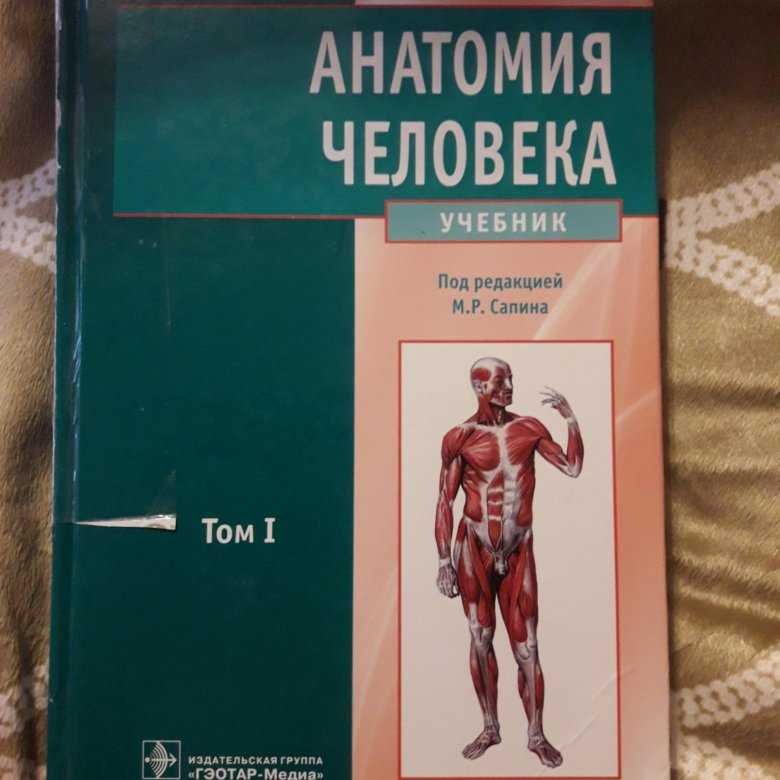 АНАТОМИЯ
ЧЕЛОВЕКА
УЧЕБНИК
Под редакцией
М.Р. Сапина
Том I
ИЗДАТЕЛЬСКАЯ ГРУППА
«ГЭОТАР-Медиа»